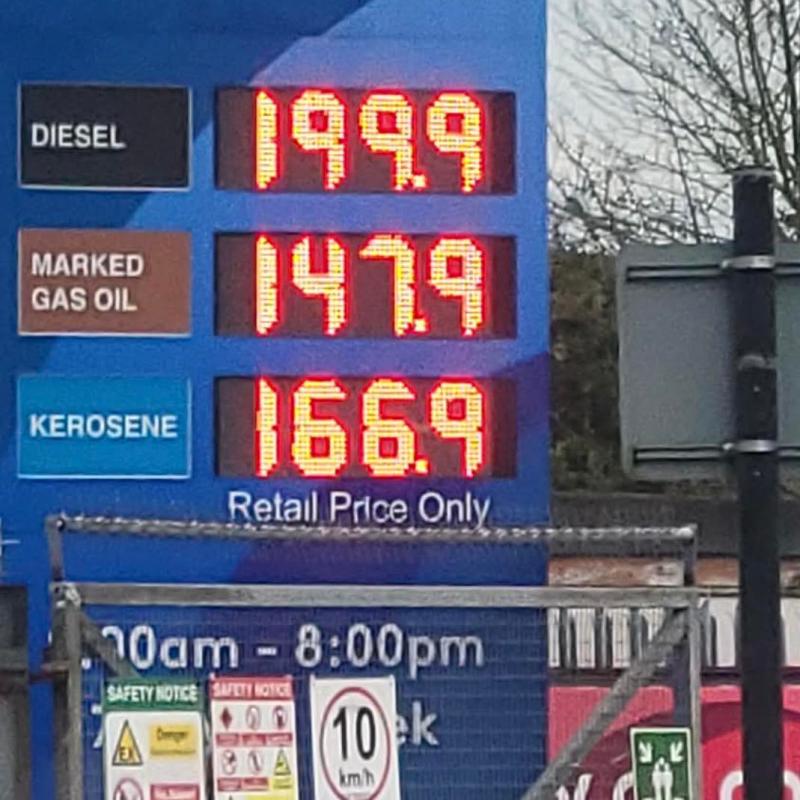 DIESEL 199.9
MARKED
GAS OIL 147.9
KEROSENE 166.9
Retail Price Only
:00am - 8:00pm
SAFETY NOTICE
SAFETY NOTICE
10
km/h
Danger
EX